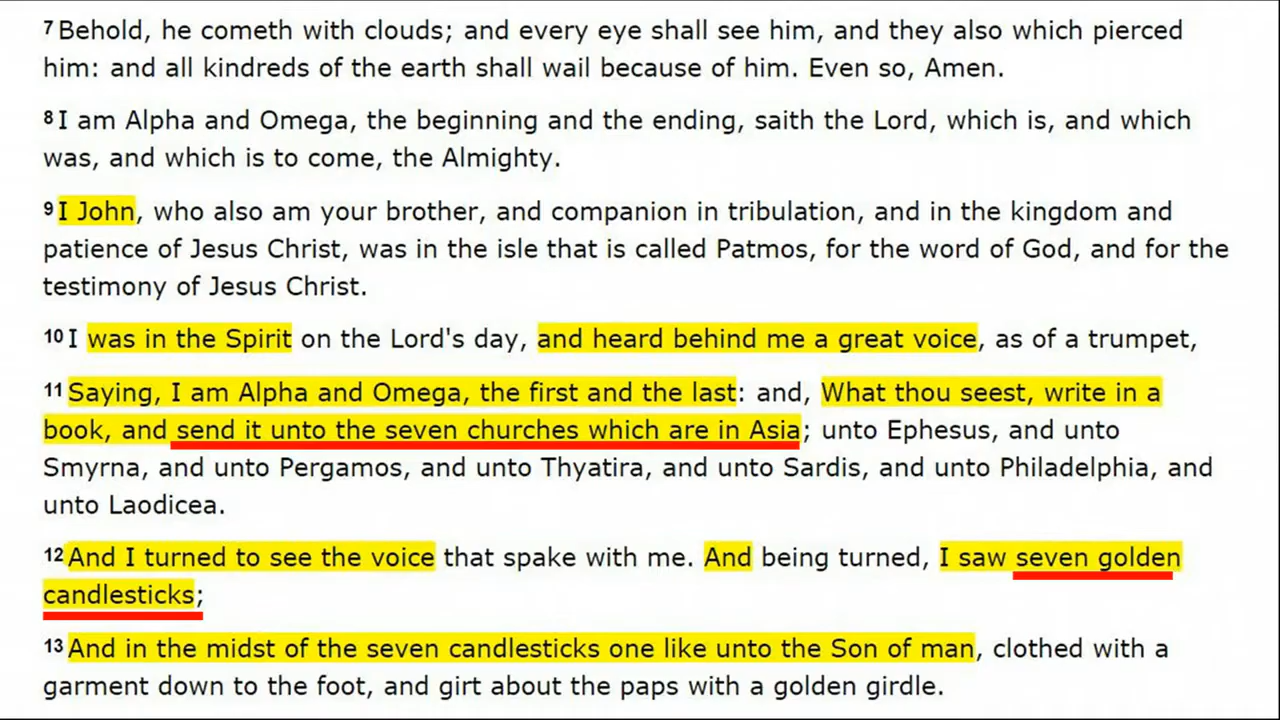 7 Behold, he cometh with clouds; and every eye shall see him, and they also which pierced
him: and all kindreds of the earth shall wail because of him. Even so, Amen.
8 I am Alpha and Omega, the beginning and the ending, saith the Lord, which is, and which
was, and which is to come, the Almighty.
9 I John, who also am your brother, and companion in tribulation, and in the kingdom and
patience of Jesus Christ, was in the isle that is called Patmos, for the word of God, and for the
testimony of Jesus Christ.
10 I was in the Spirit on the Lord's day, and heard behind me a great voice, as of a trumpet,
11 Saying, I am Alpha and Omega, the first and the last: and, What thou seest, write in a
book, and send it unto the seven churches which are in Asia; unto Ephesus, and unto
Smyrna, and unto Pergamos, and unto Thyatira, and unto Sardis, and unto Philadelphia, and
unto Laodicea.
12 And I turned to see the voice that spake with me. And being turned, I saw seven golden
candlesticks;
13 And in the midst of the seven candlesticks one like unto the Son of man, clothed with a
garment down to the foot, and girt about the paps with a golden girdle.